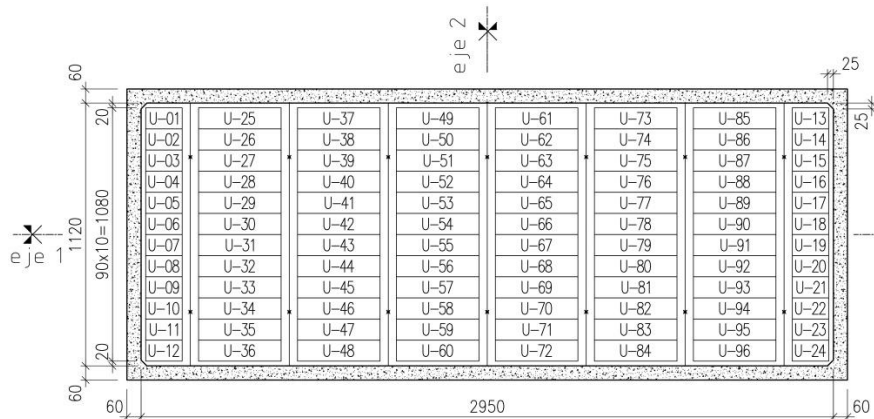 eje 2
60
25
20
25
U-01 U-25 U-37 U-49 U-61 U-73 U-85 U-13
U-02 U-26 U-38 U-50 U-62 U-74 U-86 U-14
U-03 U-27 U-39 U-51 U-63 U-75 U-87 U-15
U-04 U-28 U-40 U-52 U-64 U-76 U-88 U-16
U-05 U-29 U-41 U-53 U-65 U-77 U-89 U-17
U-06 U-30 U-42 U-54 U-66 U-78 U-90 U-18
U-07 U-31 U-43 U-55 U-67 U-79 U-91 U-19
U-08 U-32 U-44 U-56 U-68 U-80 U-92 U-20
U-09 U-33 U-45 U-57 U-69 U-81 U-93 U-21
U-10 U-34 U-46 U-58 U-70 U-82 U-94 U-22
U-11 U-35 U-47 U-59 U-71 U-83 U-95 U-23
U-12 U-36 U-48 U-60 U-72 U-84 U-96 U-24
eje 1
1120
90x10=1080
20
60
60
2950
60